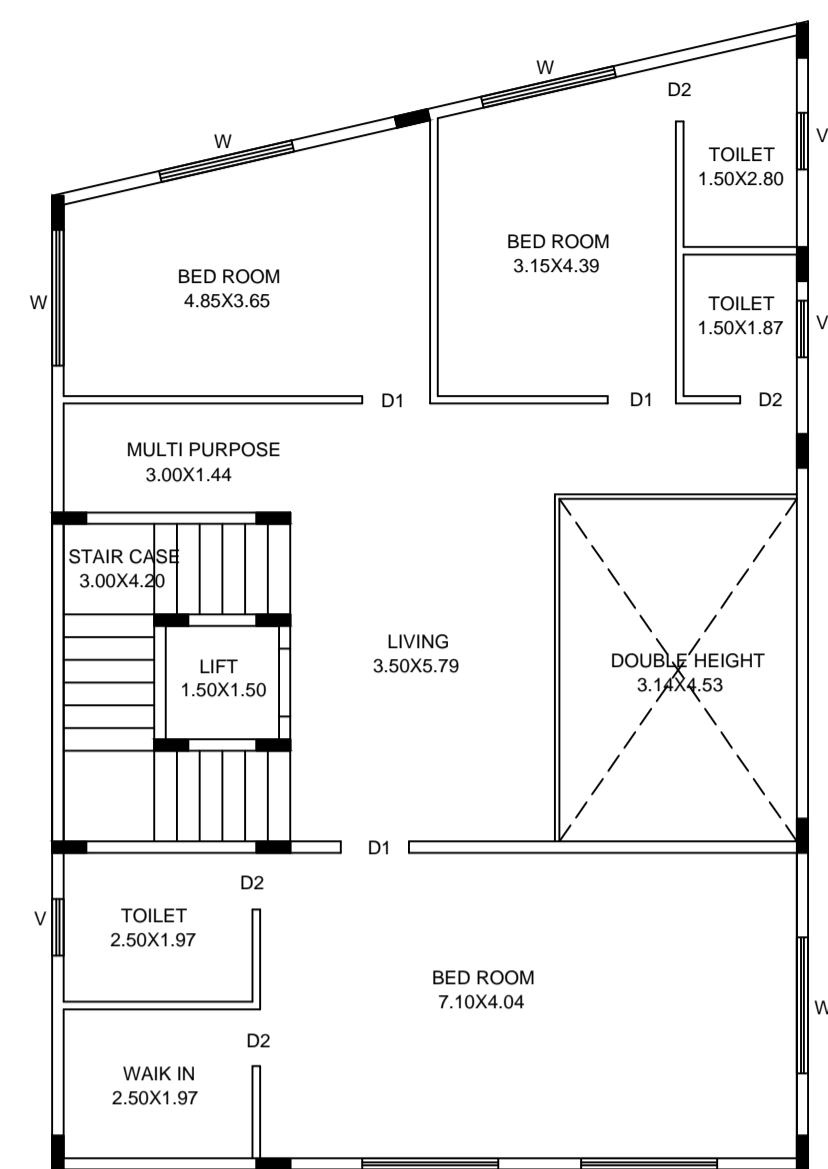 W
D2
W
V
TOILET
1.50X2.80
BED ROOM
3.15X4.39
BED ROOM
4.85X3.65
W
TOILET
1.50X1.87
V
D1
D1
D2
MULTI PURPOSE
3.00X1.44
STAIR CASE
3.00X4.20
LIFT
1.50X1.50
LIVING
3.50X5.79
DOUBLE HEIGHT
3.14X4.53
D1
D2
V
TOILET
2.50X1.97
BED ROOM
7.10X4.04
W
D2
WAIK IN
2.50X1.97